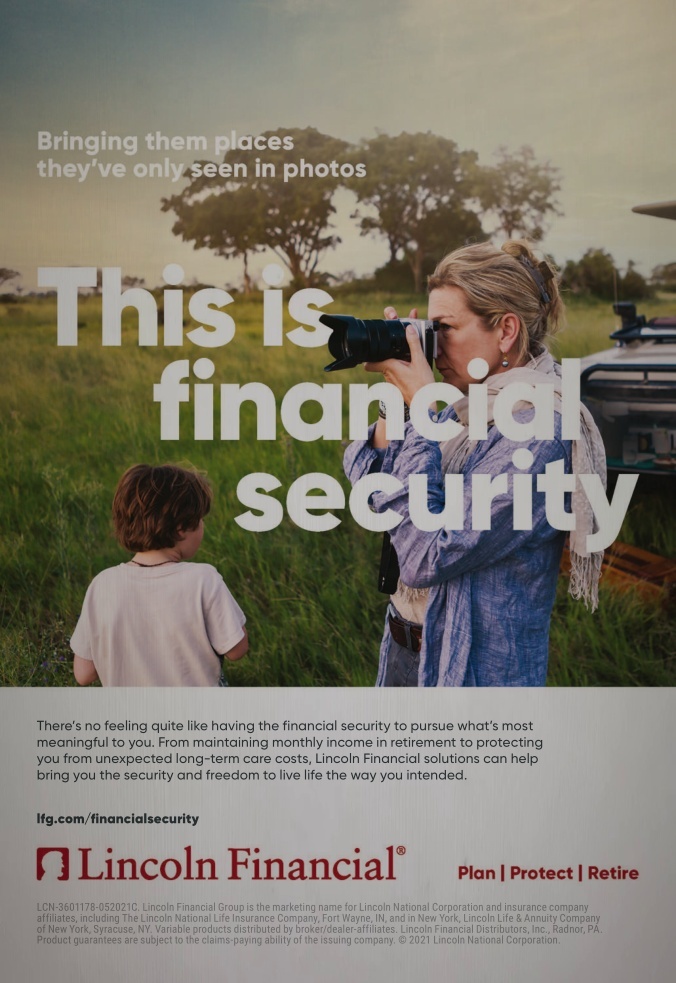 Bringing them places
they've only seen in photos
This is
financial
security
There's no feeling quite like having the financial security to pursue what's most
meaningful to you. From maintaining monthly income in retirement to protecting
you from unexpected long-term care costs, Lincoln Financial solutions can help
bring you the security and freedom to live life the way you intended.
lfg.com/financialsecurity
Lincoln Financial®
Plan | Protect | Retire
LCN-3601178-052021C. Lincoln Financial Group is the marketing name for Lincoln National Corporation and insurance company
affiliates, including The Lincoln National Life Insurance Company, Fort Wayne, IN, and in New York, Lincoln Life & Annuity Company
of New York, Syracuse, NY. Variable products distributed by broker/dealer-affiliates. Lincoln Financial Distributors, Inc., Radnor, PA.
Product guarantees are subject to the claims-paying ability of the issuing company. © 2021 Lincoln National Corporation.